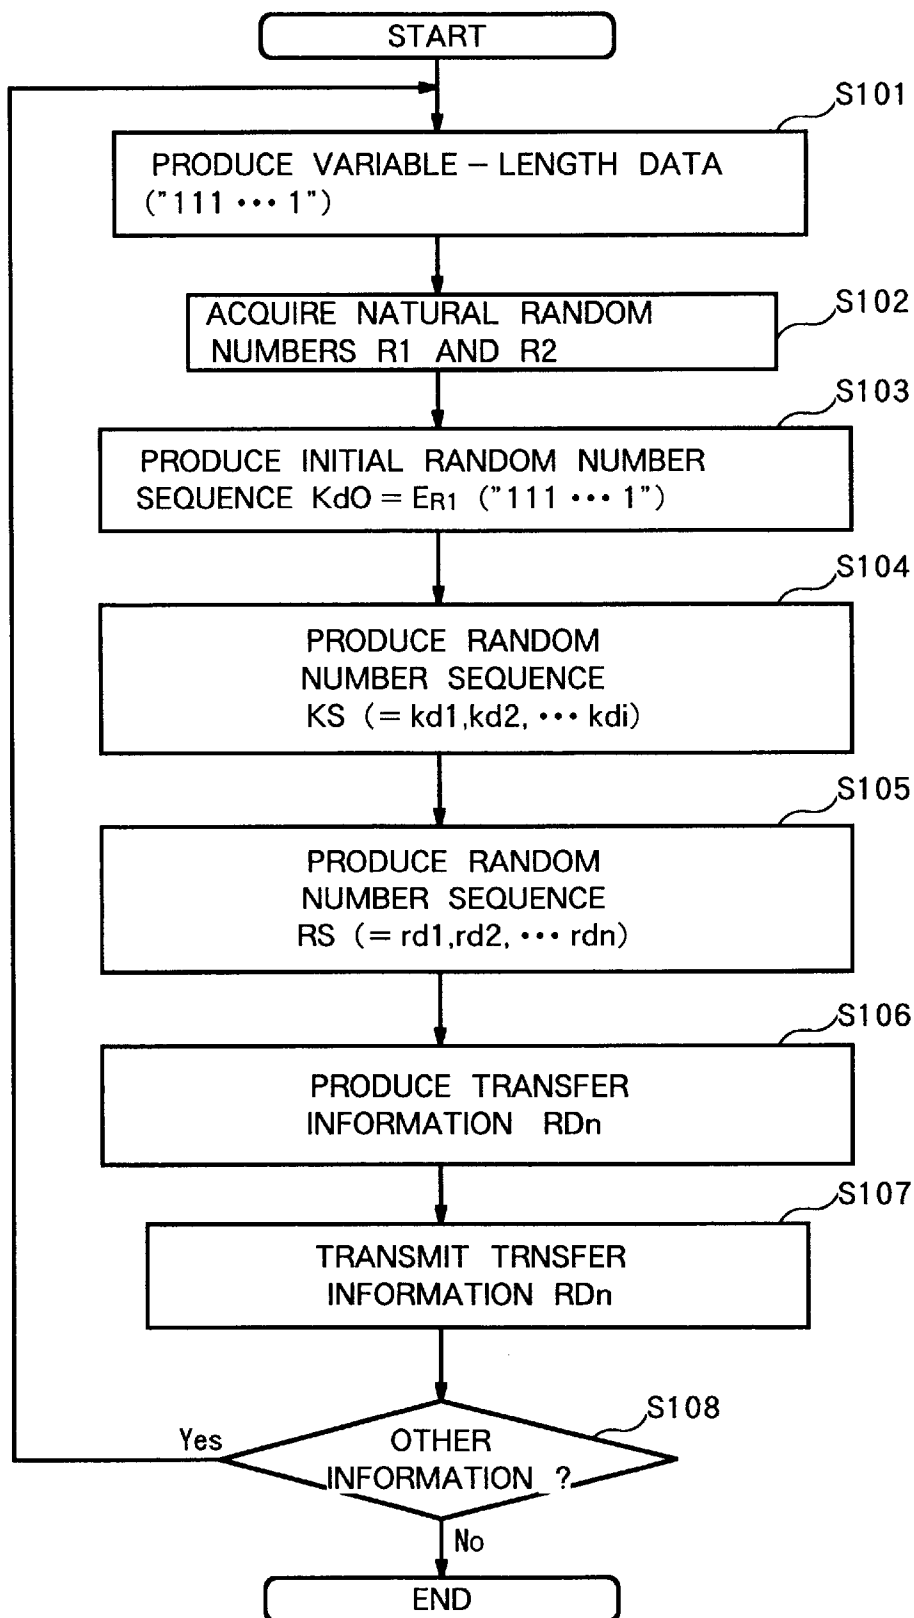 START
S101
PRODUCE VARIABLE – LENGTH DATA
("111 ··· 1")
S102
ACQUIRE NATURAL RANDOM
NUMBERS R1 AND R2
S103
PRODUCE INITIAL RANDOM NUMBER
SEQUENCE Kd0 = ER1 ("111 ··· 1")
S104
PRODUCE RANDOM
NUMBER SEQUENCE
KS (= kd1,kd2, ··· kdi)
S105
PRODUCE RANDOM
NUMBER SEQUENCE
RS (= rd1,rd2, ··· rdn)
S106
PRODUCE TRANSFER
INFORMATION RDn
S107
TRANSMIT TRNSFER
INFORMATION RDn
S108
Yes
OTHER
INFORMATION ?
No
END